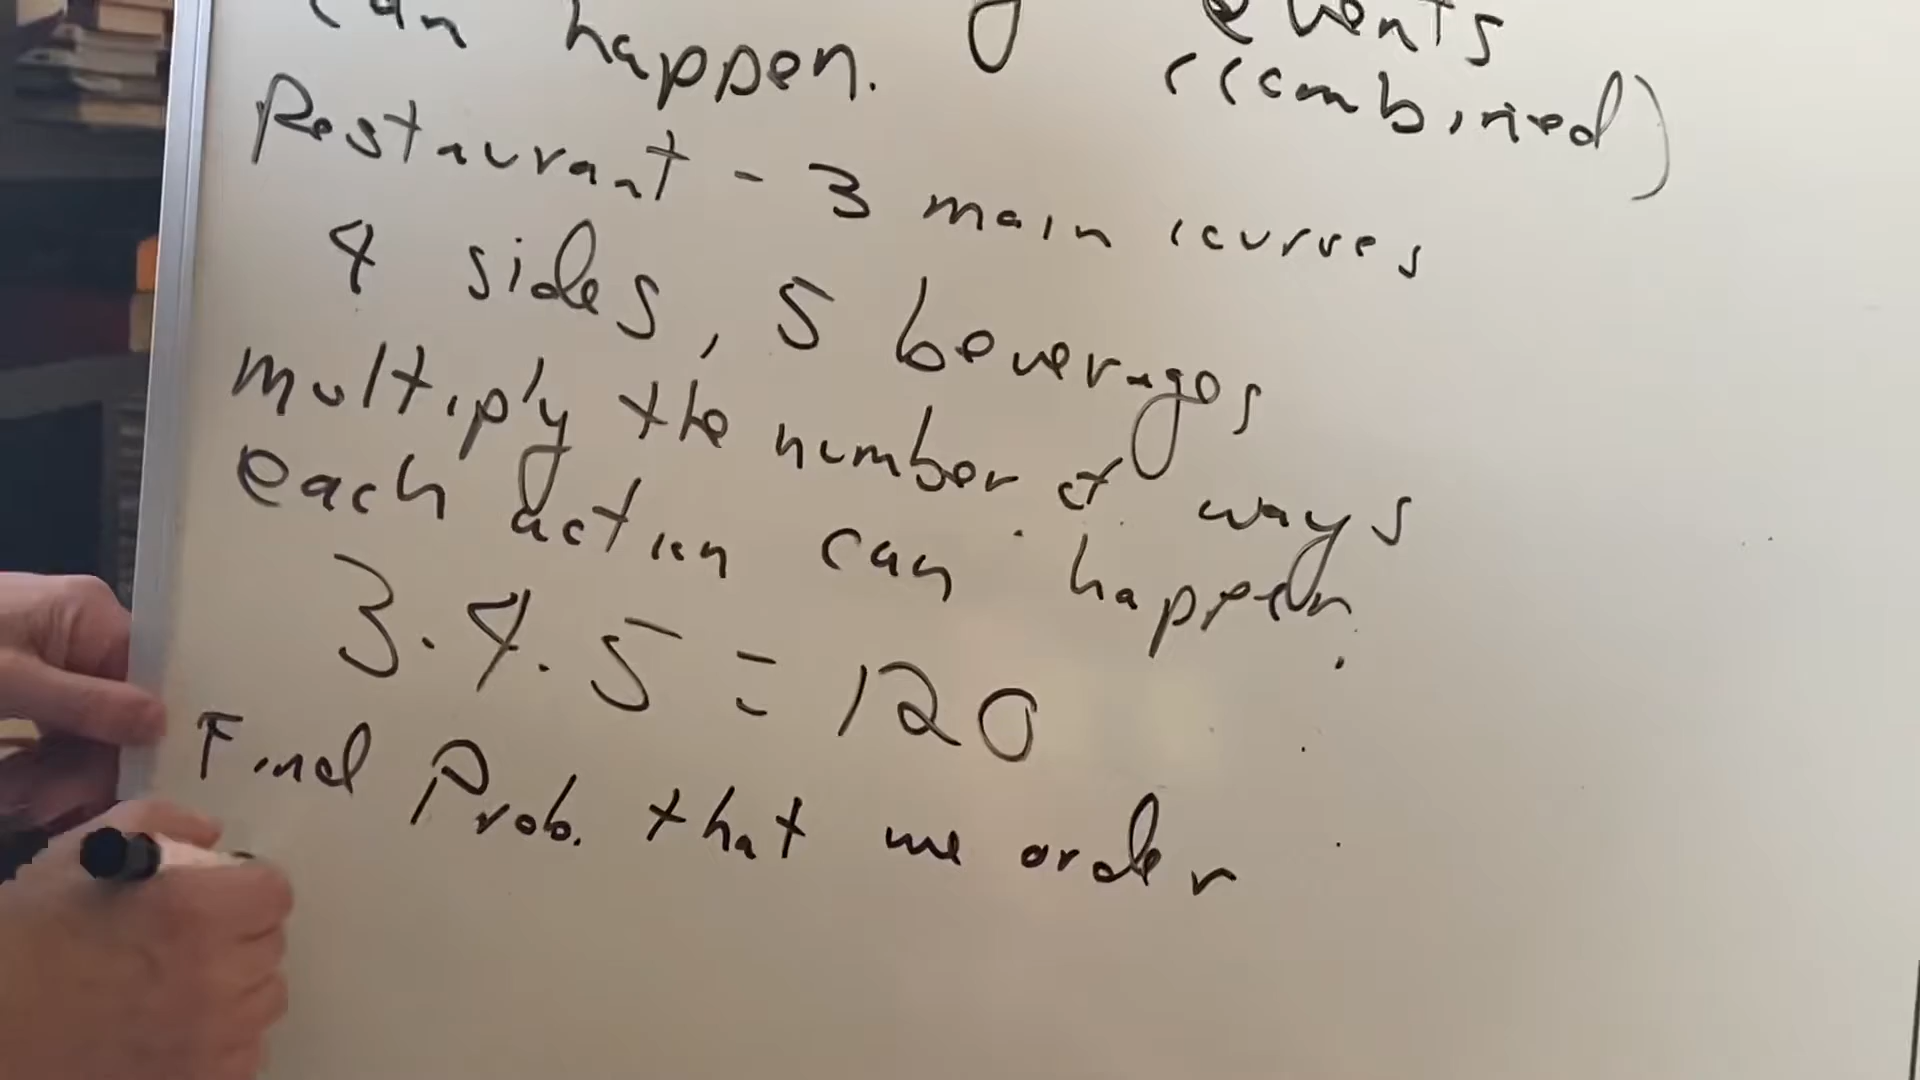 can happen. events
(combined)
Restaurant - 3 main courses
4 sides, 5 beverages
multiply the number of ways
each action can happen.
3.4.5 = 120
Find Prob. that we order